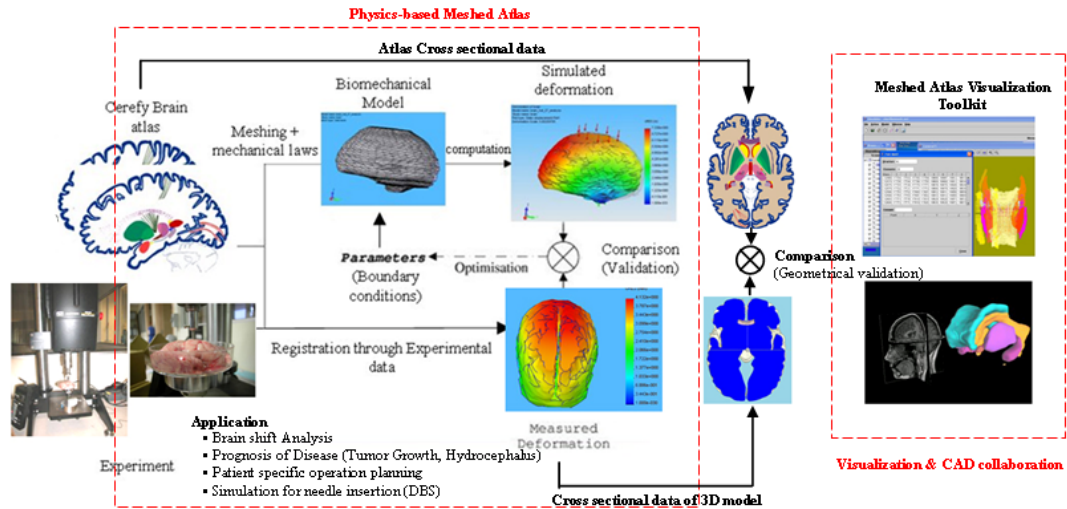 Physics-based Meshed Atlas
Atlas Cross sectional data
Cerefy Brain
atlas
Biomechanical
Model
Simulated
deformation
Meshing +
mechanical laws
computation
Parameters
(Boundary
conditions)
Optimisation
Comparison
(Validation)
Registration through Experimental
data
Measured
Deformation
Experiment
Application
▪ Brain shift Analysis
▪ Prognosis of Disease (Tumor Growth, Hydrocephalus)
▪ Patient specific operation planning
▪ Simulation for needle insertion (DBS)
Cross sectional data of 3D model
Comparison
(Geometrical validation)
Meshed Atlas Visualization
Toolkit
Visualization & CAD collaboration